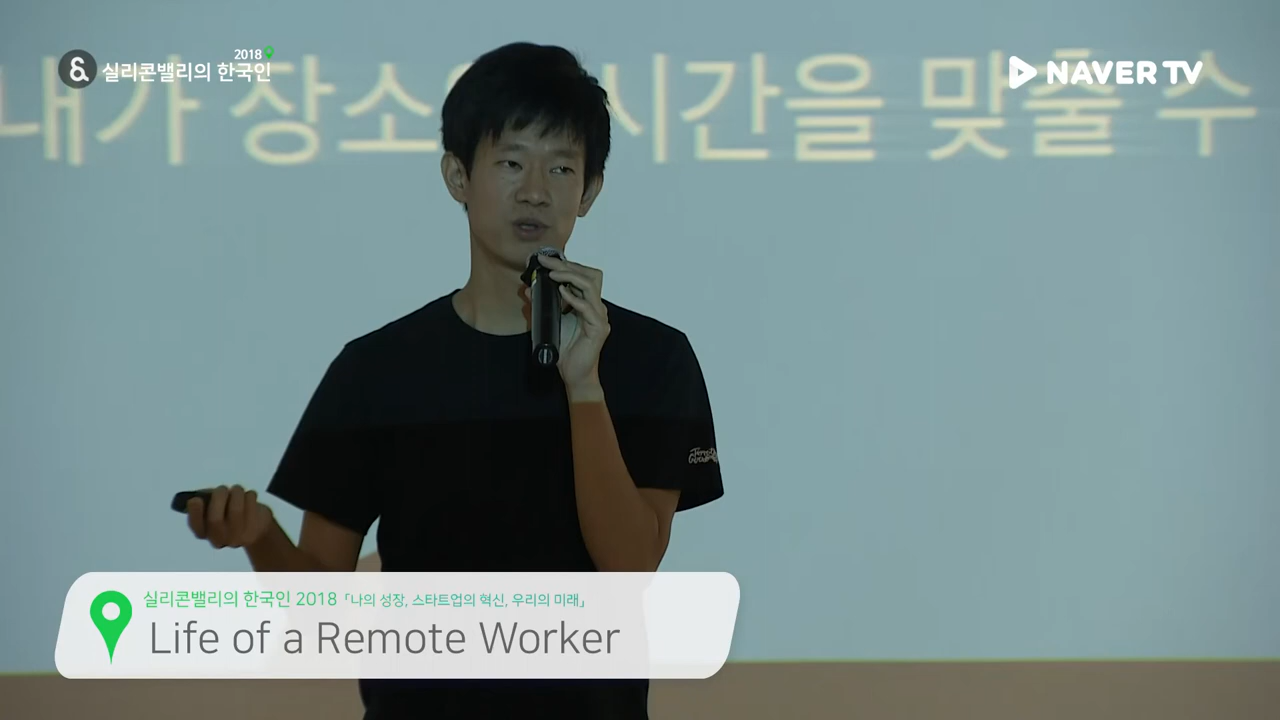 2018
실리콘밸리의 한국인
NAVER TV
내가 장소 시간을 맞출 수
실리콘밸리의 한국인 2018 「나의 성장, 스타트업의 혁신, 우리의 미래」
Life of a Remote Worker